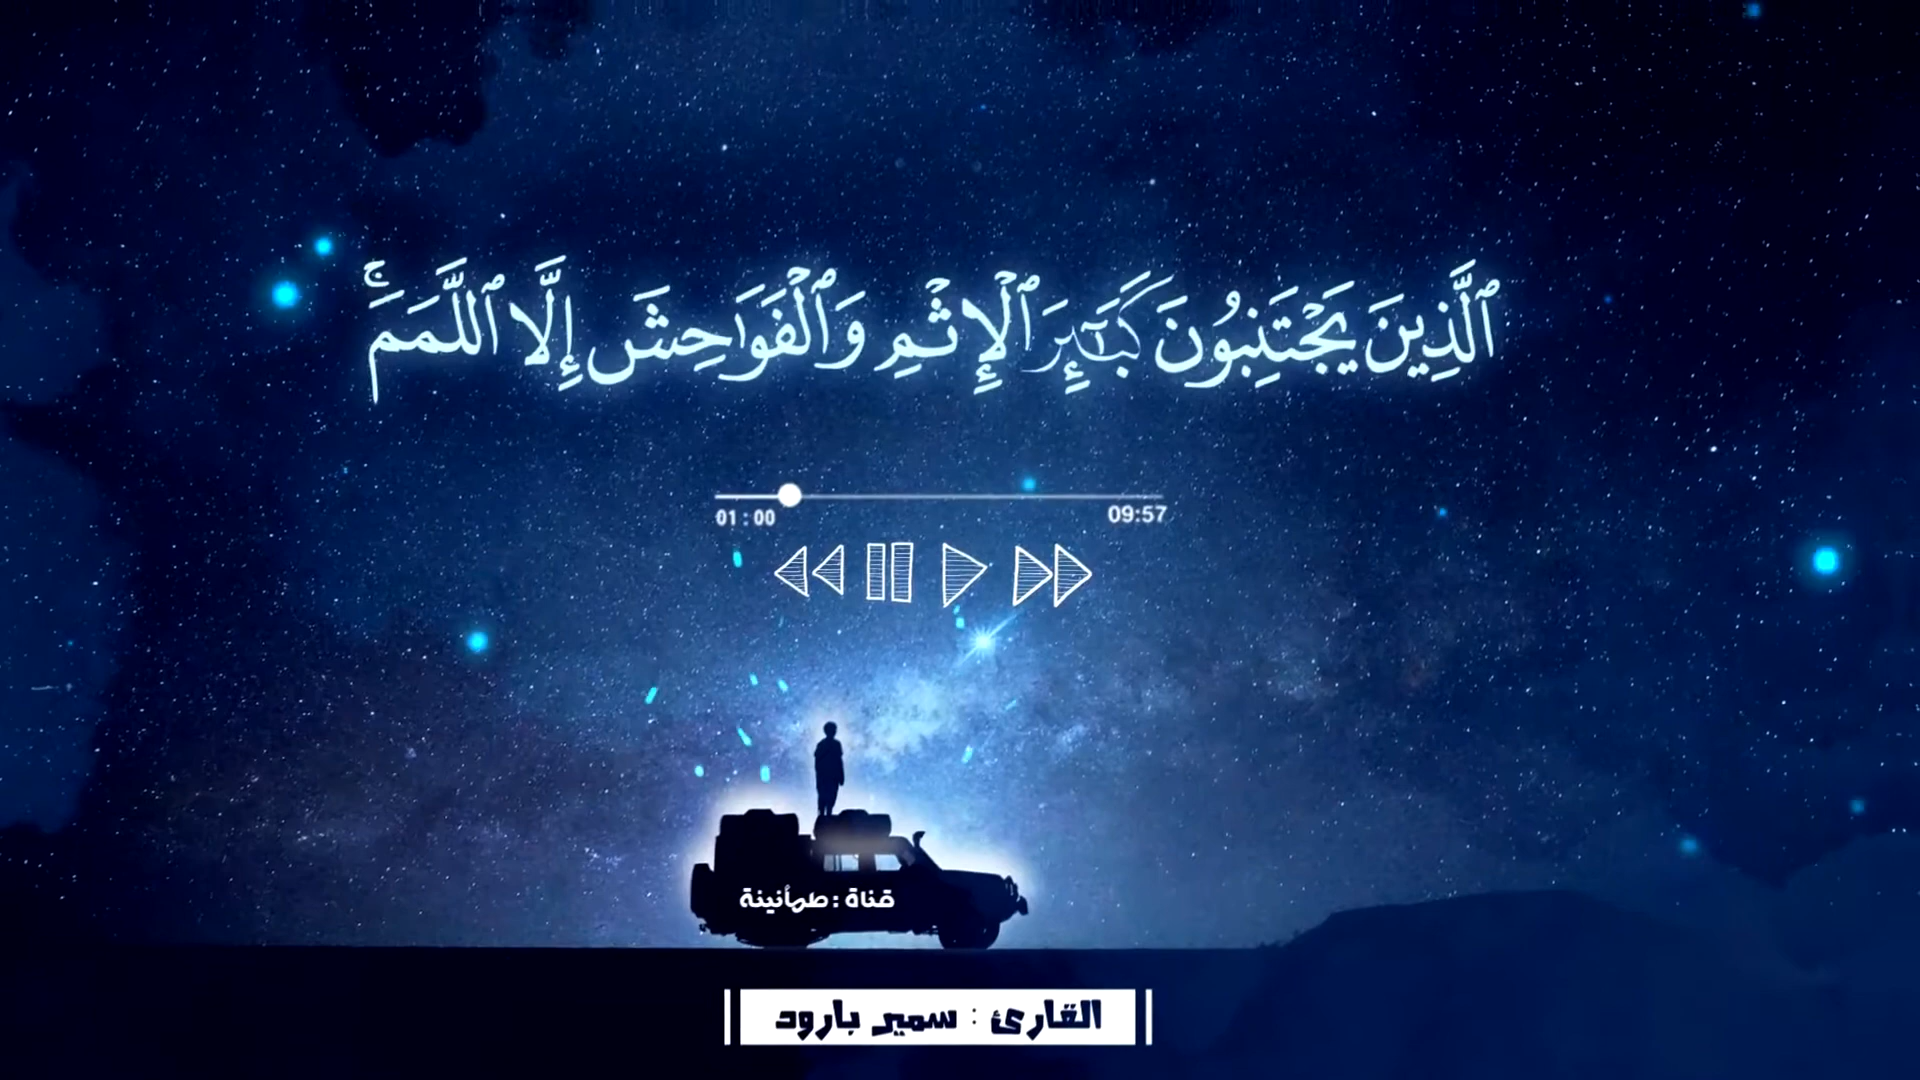 ٱلَّذِينَ يَجْتَنِبُونَ كَبَـٰٓئِرَ ٱلْإِثْمِ وَٱلْفَوَٰحِشَ إِلَّا ٱللَّمَمَ ۚ
01 : 00 09:57
قناة : طمأنينة
القارئ : سمير بارود